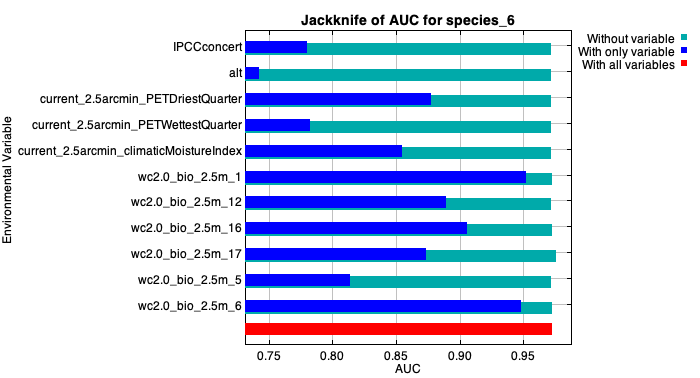 Jackknife of AUC for species_6
Without variable
With only variable
With all variables
Environmental Variable
IPCCconcert
alt
current_2.5arcmin_PETDriestQuarter
current_2.5arcmin_PETWettestQuarter
current_2.5arcmin_climaticMoistureIndex
wc2.0_bio_2.5m_1
wc2.0_bio_2.5m_12
wc2.0_bio_2.5m_16
wc2.0_bio_2.5m_17
wc2.0_bio_2.5m_5
wc2.0_bio_2.5m_6
0.75 0.80 0.85 0.90 0.95
AUC